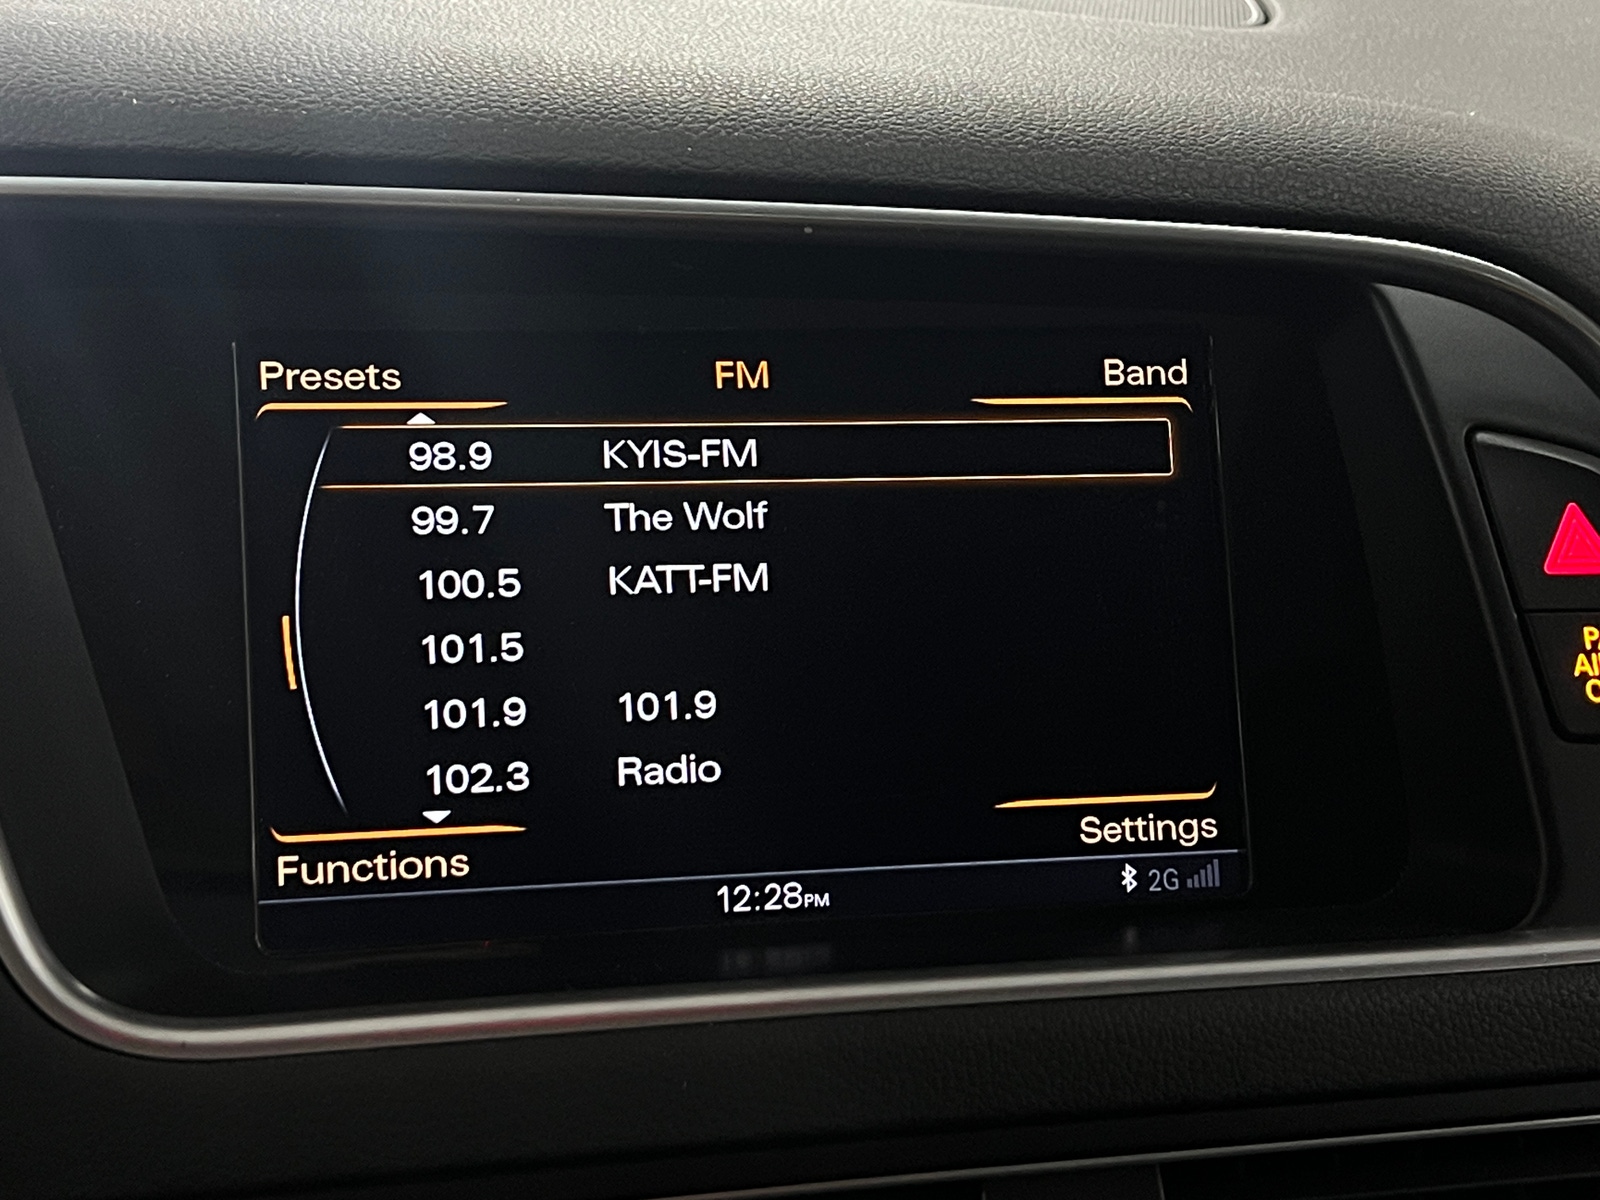 Presets FM Band
98.9 KYIS-FM
99.7 The Wolf
100.5 KATT-FM
101.5
101.9 101.9
102.3 Radio
Functions Settings
12:28PM 2G